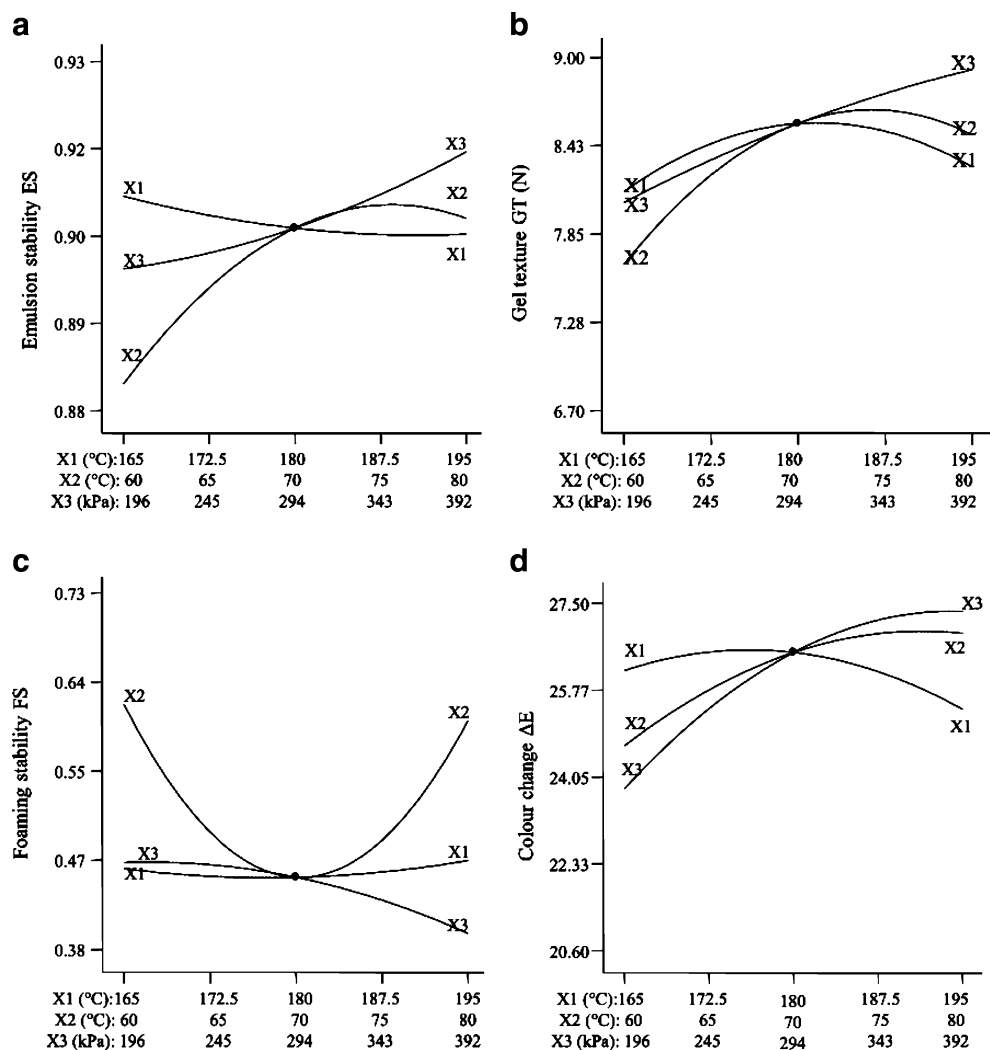 a
Emulsion stability ES
0.93
0.92
0.90
0.89
0.88
X1
X3
X2
X3
X2
X1
X1 (ºC):165 172.5 180 187.5 195
X2 (ºC): 60 65 70 75 80
X3 (kPa): 196 245 294 343 392
b
Gel texture GT (N)
9.00
8.43
7.85
7.28
6.70
X1
X3
X2
X3
X2
X1
X1 (ºC):165 172.5 180 187.5 195
X2 (ºC): 60 65 70 75 80
X3 (kPa): 196 245 294 343 392
c
Foaming stability FS
0.73
0.64
0.55
0.47
0.38
X2
X3
X1
X2
X1
X3
X1 (ºC):165 172.5 180 187.5 195
X2 (ºC): 60 65 70 75 80
X3 (kPa): 196 245 294 343 392
d
Colour change ΔE
27.50
25.77
24.05
22.33
20.60
X1
X2
X3
X3
X2
X1
X1 (ºC):165 172.5 180 187.5 195
X2 (ºC): 60 65 70 75 80
X3 (kPa): 196 245 294 343 392